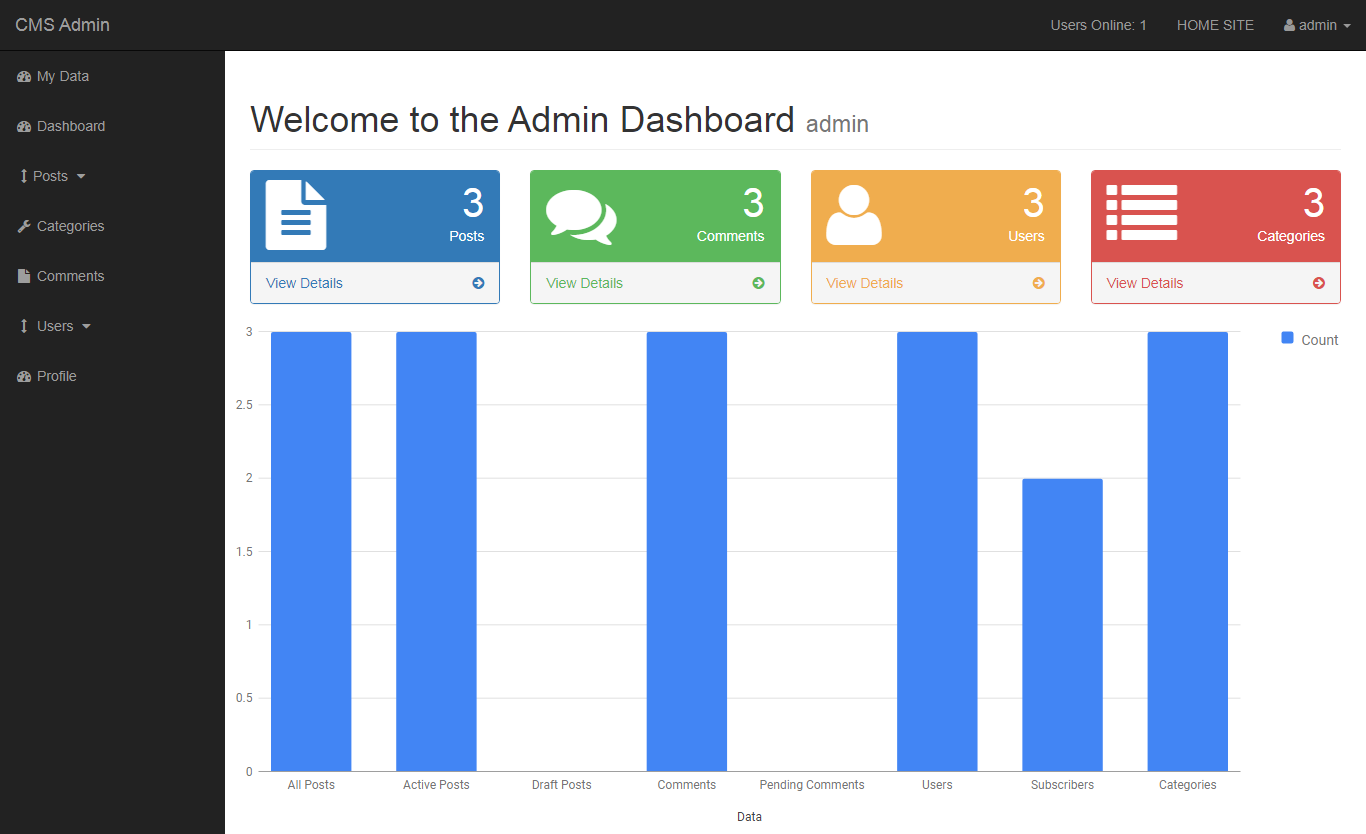 CMS Admin
Users Online: 1 HOME SITE admin
My Data
Dashboard
Posts
Categories
Comments
Users
Profile
Welcome to the Admin Dashboard admin
3
Posts
View Details
3
Comments
View Details
3
Users
View Details
3
Categories
View Details
3
2.5
2
1.5
1
0.5
0
Count
All Posts Active Posts Draft Posts Comments Pending Comments Users Subscribers Categories
Data